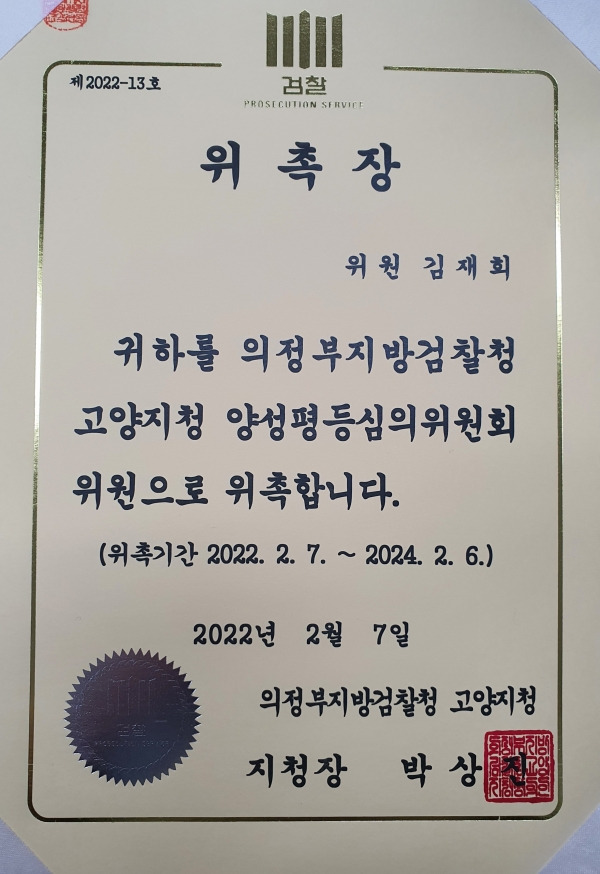 제2022-13호
검찰
PROSECUTION SERVICE
위 촉 장
위원 김재희
귀하를 의정부지방검찰청
고양지청 양성평등심의위원회
위원으로 위촉합니다.
(위촉기간 2022. 2. 7. ~ 2024. 2. 6.)
2022년 2월 7일
의정부지방검찰청 고양지청
지청장 박상진
검찰
PROSECUTION SERVICE